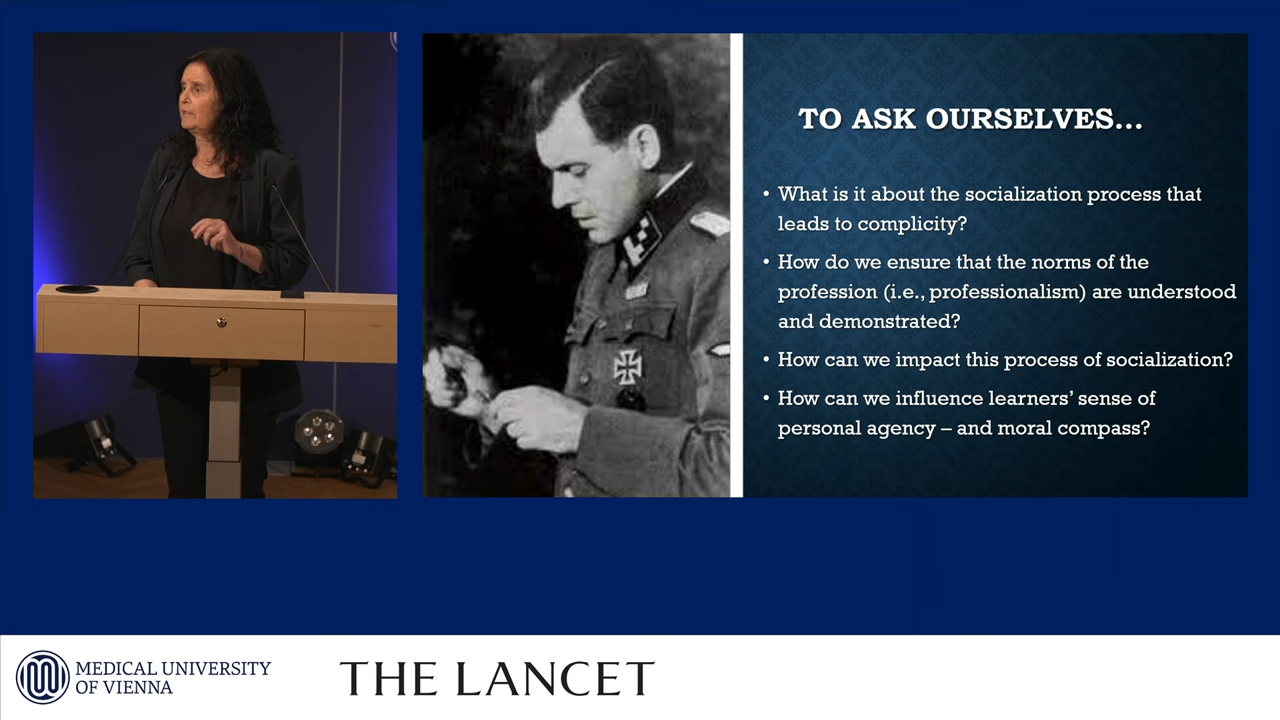 TO ASK OURSELVES...
• What is it about the socialization process that
leads to complicity?
• How do we ensure that the norms of the
profession (i.e., professionalism) are understood
and demonstrated?
• How can we impact this process of socialization?
• How can we influence learners’ sense of
personal agency – and moral compass?
MEDICAL UNIVERSITY
OF VIENNA
THE LANCET